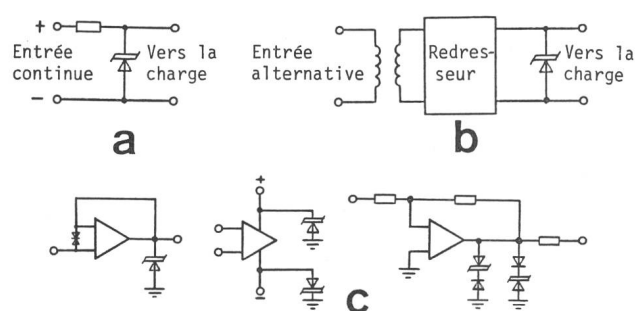 +
Entrée
continue
Vers la
charge
−
a
Entrée
alternative
Redres-
seur
Vers la
charge
b
+
−
c